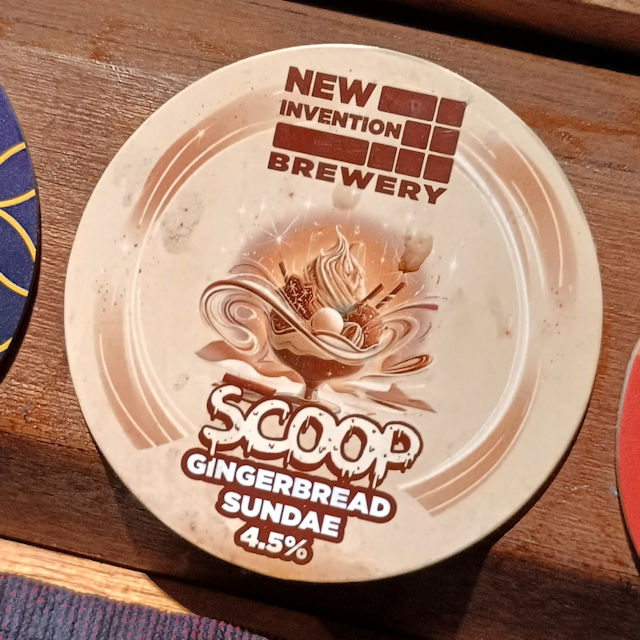 NEW
INVENTION
BREWERY
SCOOP
GINGERBREAD
SUNDAE
4.5%